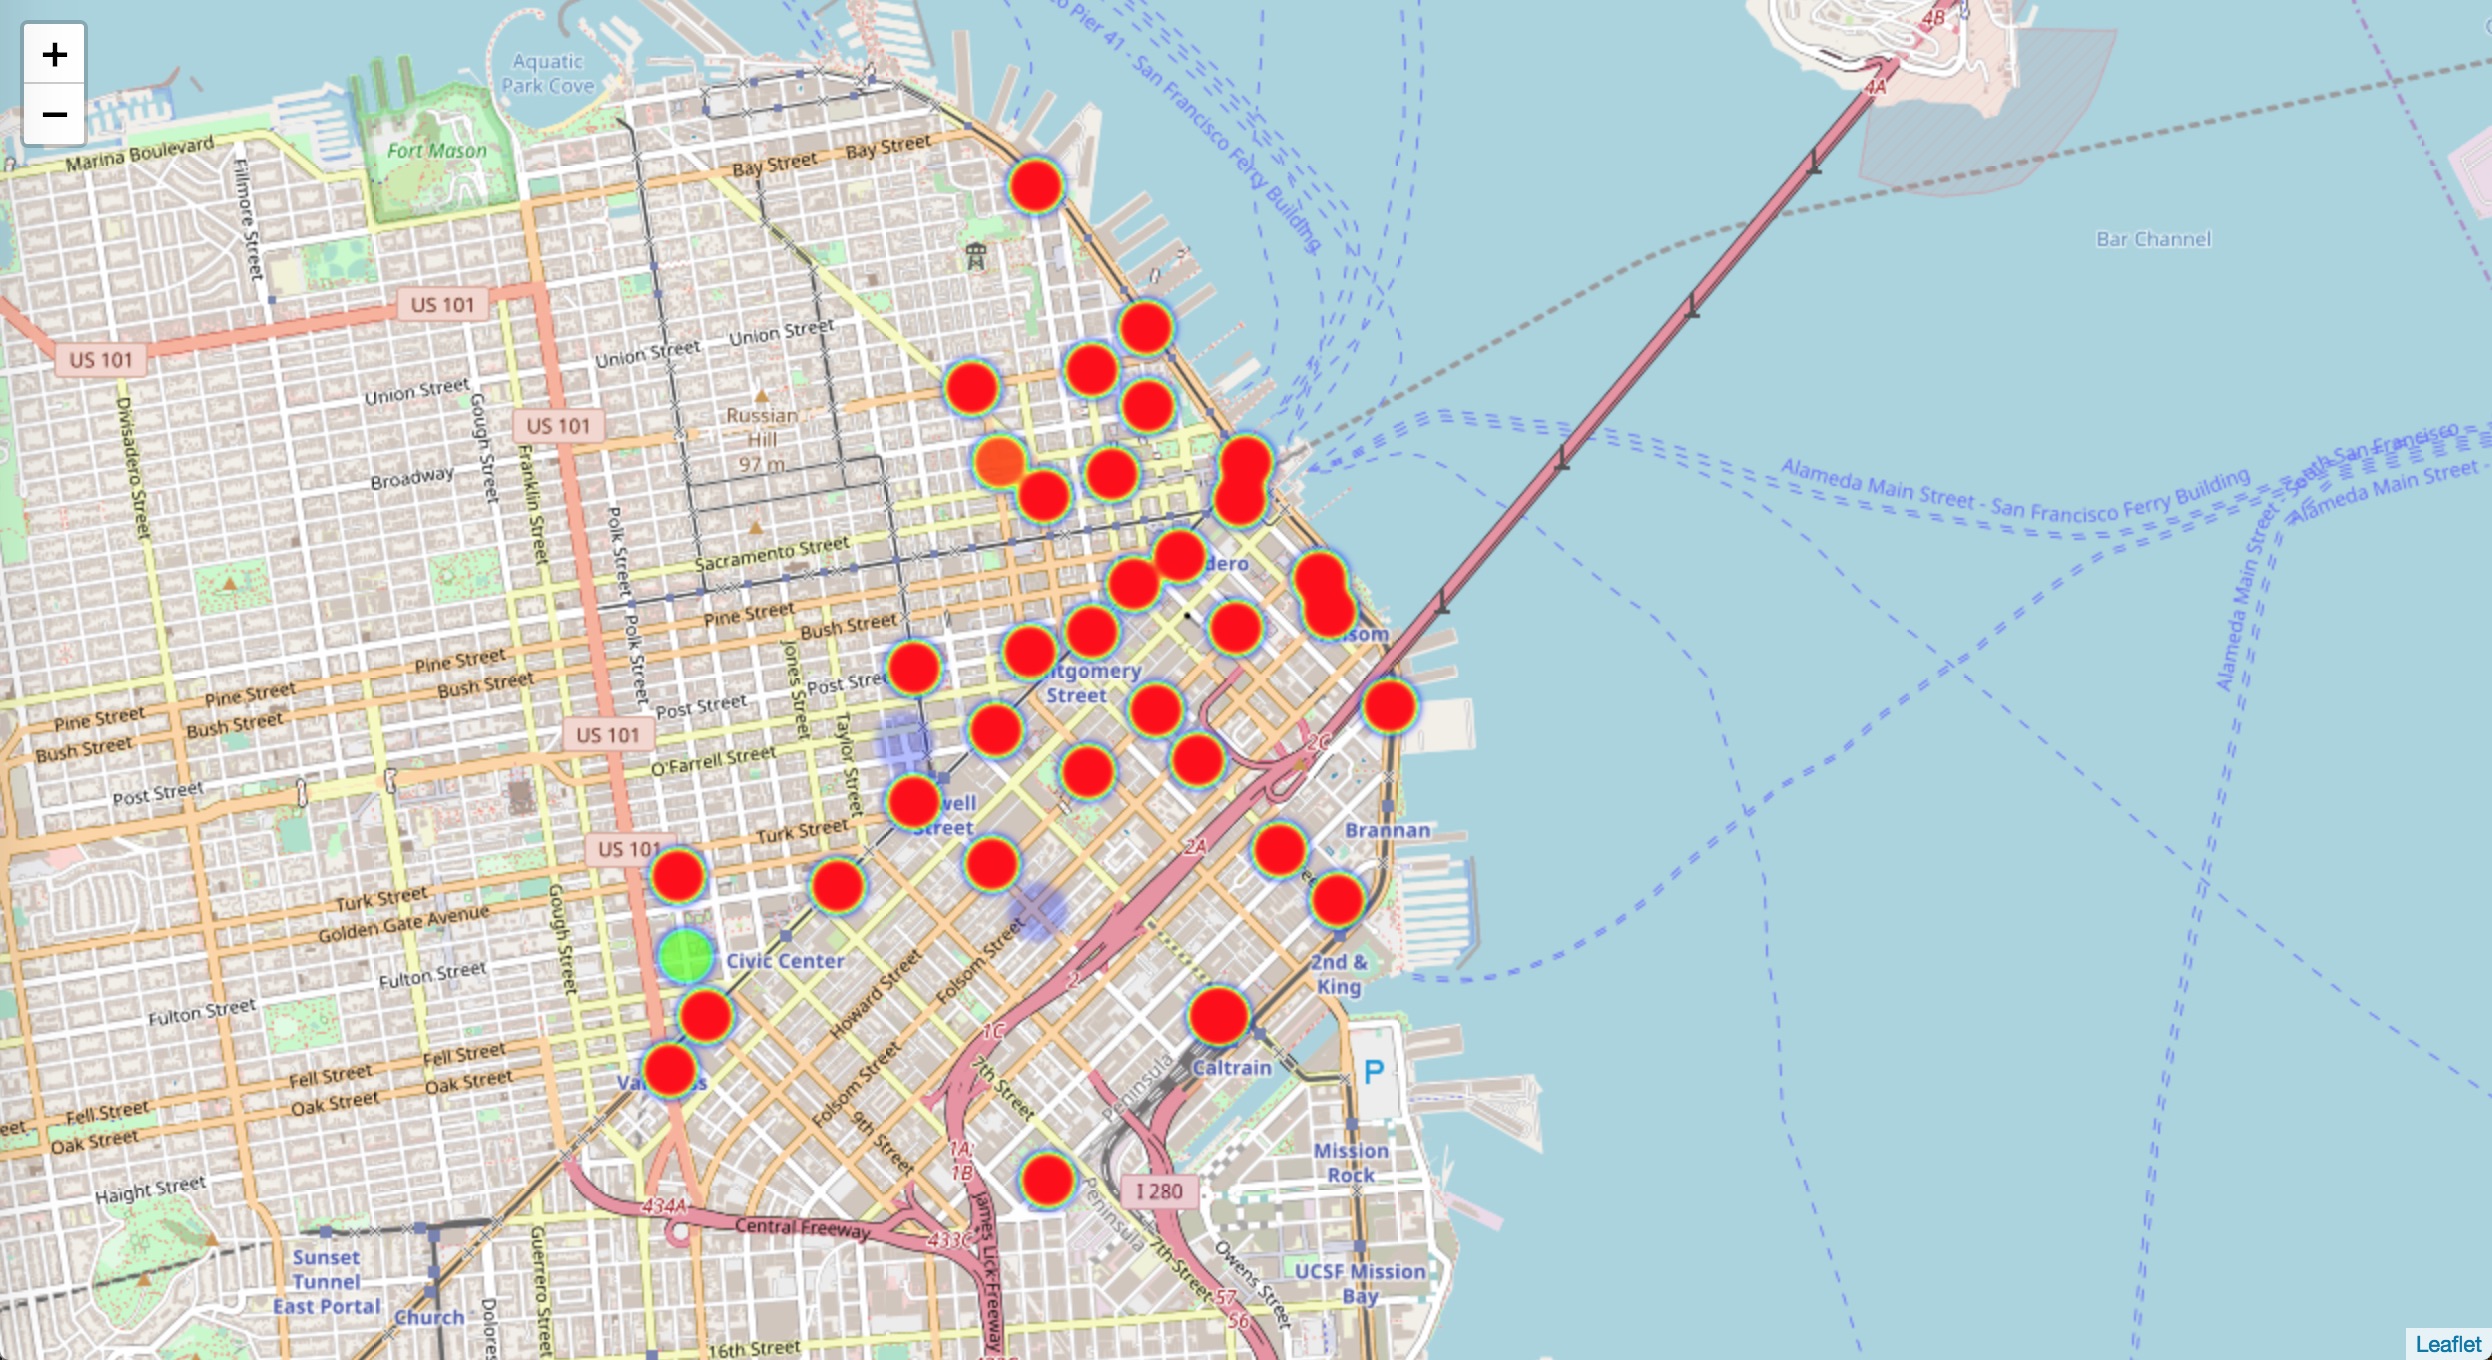 +
−
Aquatic
Park Cove
to Pier 41 - San Francisco Ferry Building
4B
4A
Marina Boulevard
Fort Mason
Bay Street
Bay Street
Fillmore Street
Bar Channel
US 101
US 101
Union Street
Union Street
Union Street
Divisadero Street
Gough Street
Franklin Street
US 101
Russian
Hill
97 m
Broadway
Polk Street
Polk Street
Alameda Main Street - San Francisco Ferry Building
South San Francisco
Alameda Main Street -
Alameda Main Street
Sacramento Street
dero
Pine Street
Bush Street
Pine Street
Bush Street
Pine Street
Bush Street
Pine Street
Bush Street
Jones Street
Taylor Street
Post Stree
Post Street
Post Street
O'Farrell Street
US 101
lsom
ntgomery
Street
2C
well
Street
Turk Street
US 101
2A
Brannan
Turk Street
Golden Gate Avenue
Gough Street
Fulton Street
Fulton Street
Civic Center
Howard Street
Folsom Street
Folsom Street
2
2nd &
King
1C
Fell Street
Oak Street
Fell Street
Oak Street
Fell Street
Oak Street
eet
Va
ss
7th Street
9th Street
Peninsula
Caltrain
P
Mission
Rock
1A;
1B
Haight Street
434A
Central Freeway
433C
James Lick Freeway
Peninsula
I 280
7th Street
Owens Street
UCSF Mission
Bay
57
56
Sunset
Tunnel
East Portal
Church
Dolores
Guerrero Street
16th Street
Leaflet